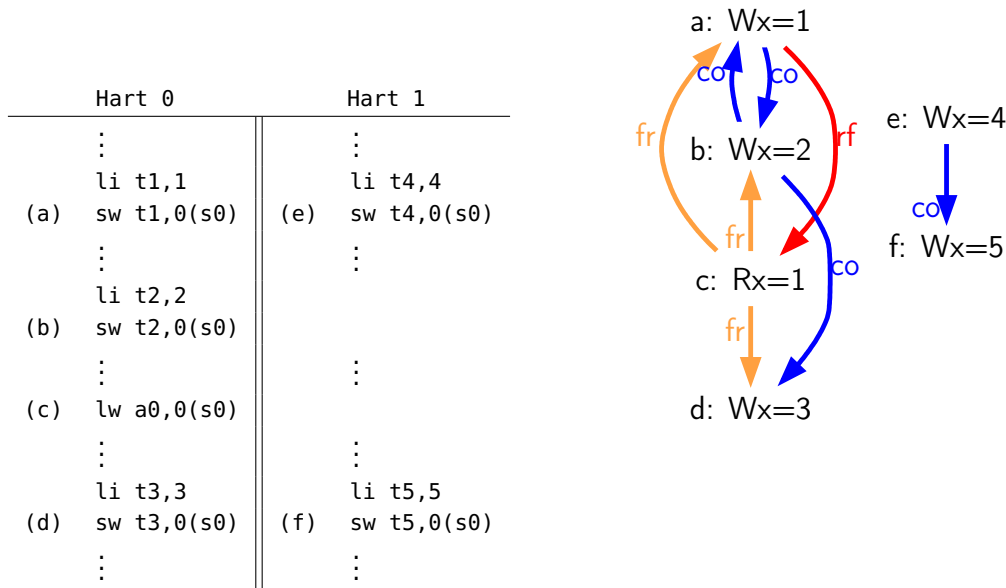 Hart 0 Hart 1
⋮ ⋮
li t1,1 li t4,4
(a) sw t1,0(s0) (e) sw t4,0(s0)
⋮ ⋮
li t2,2
(b) sw t2,0(s0)
⋮ ⋮
(c) lw a0,0(s0)
⋮ ⋮
li t3,3 li t5,5
(d) sw t3,0(s0) (f) sw t5,0(s0)
⋮ ⋮
a: Wx=1
co co
fr rf
b: Wx=2
fr
c: Rx=1
co
fr
d: Wx=3
e: Wx=4
co
f: Wx=5